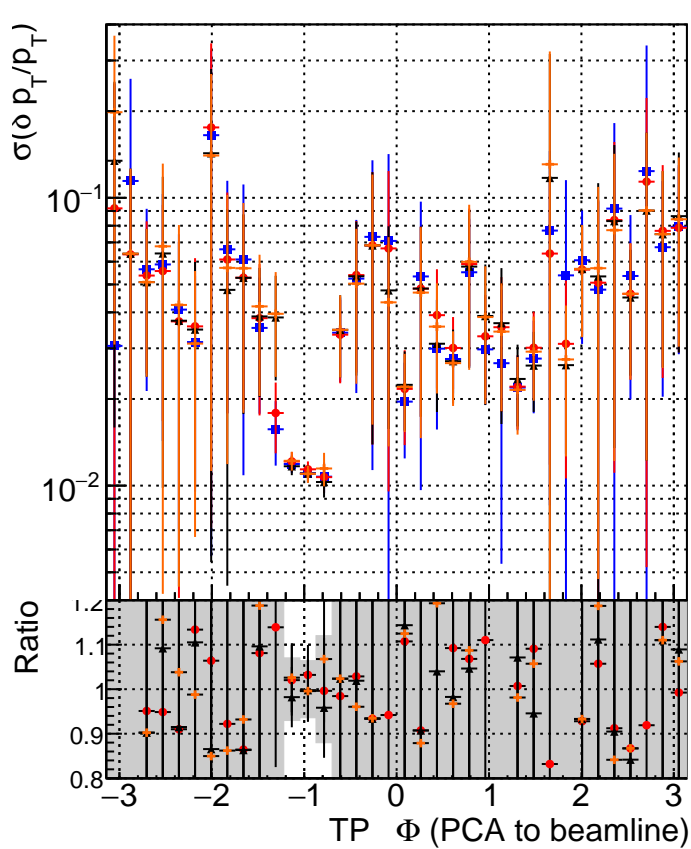 σ(δ p_T/p_T)
10⁻¹
10⁻²
Ratio
1.2
1.1
1
0.9
0.8
−3 −2 −1 0 1 2 3
TP Φ (PCA to beamline)